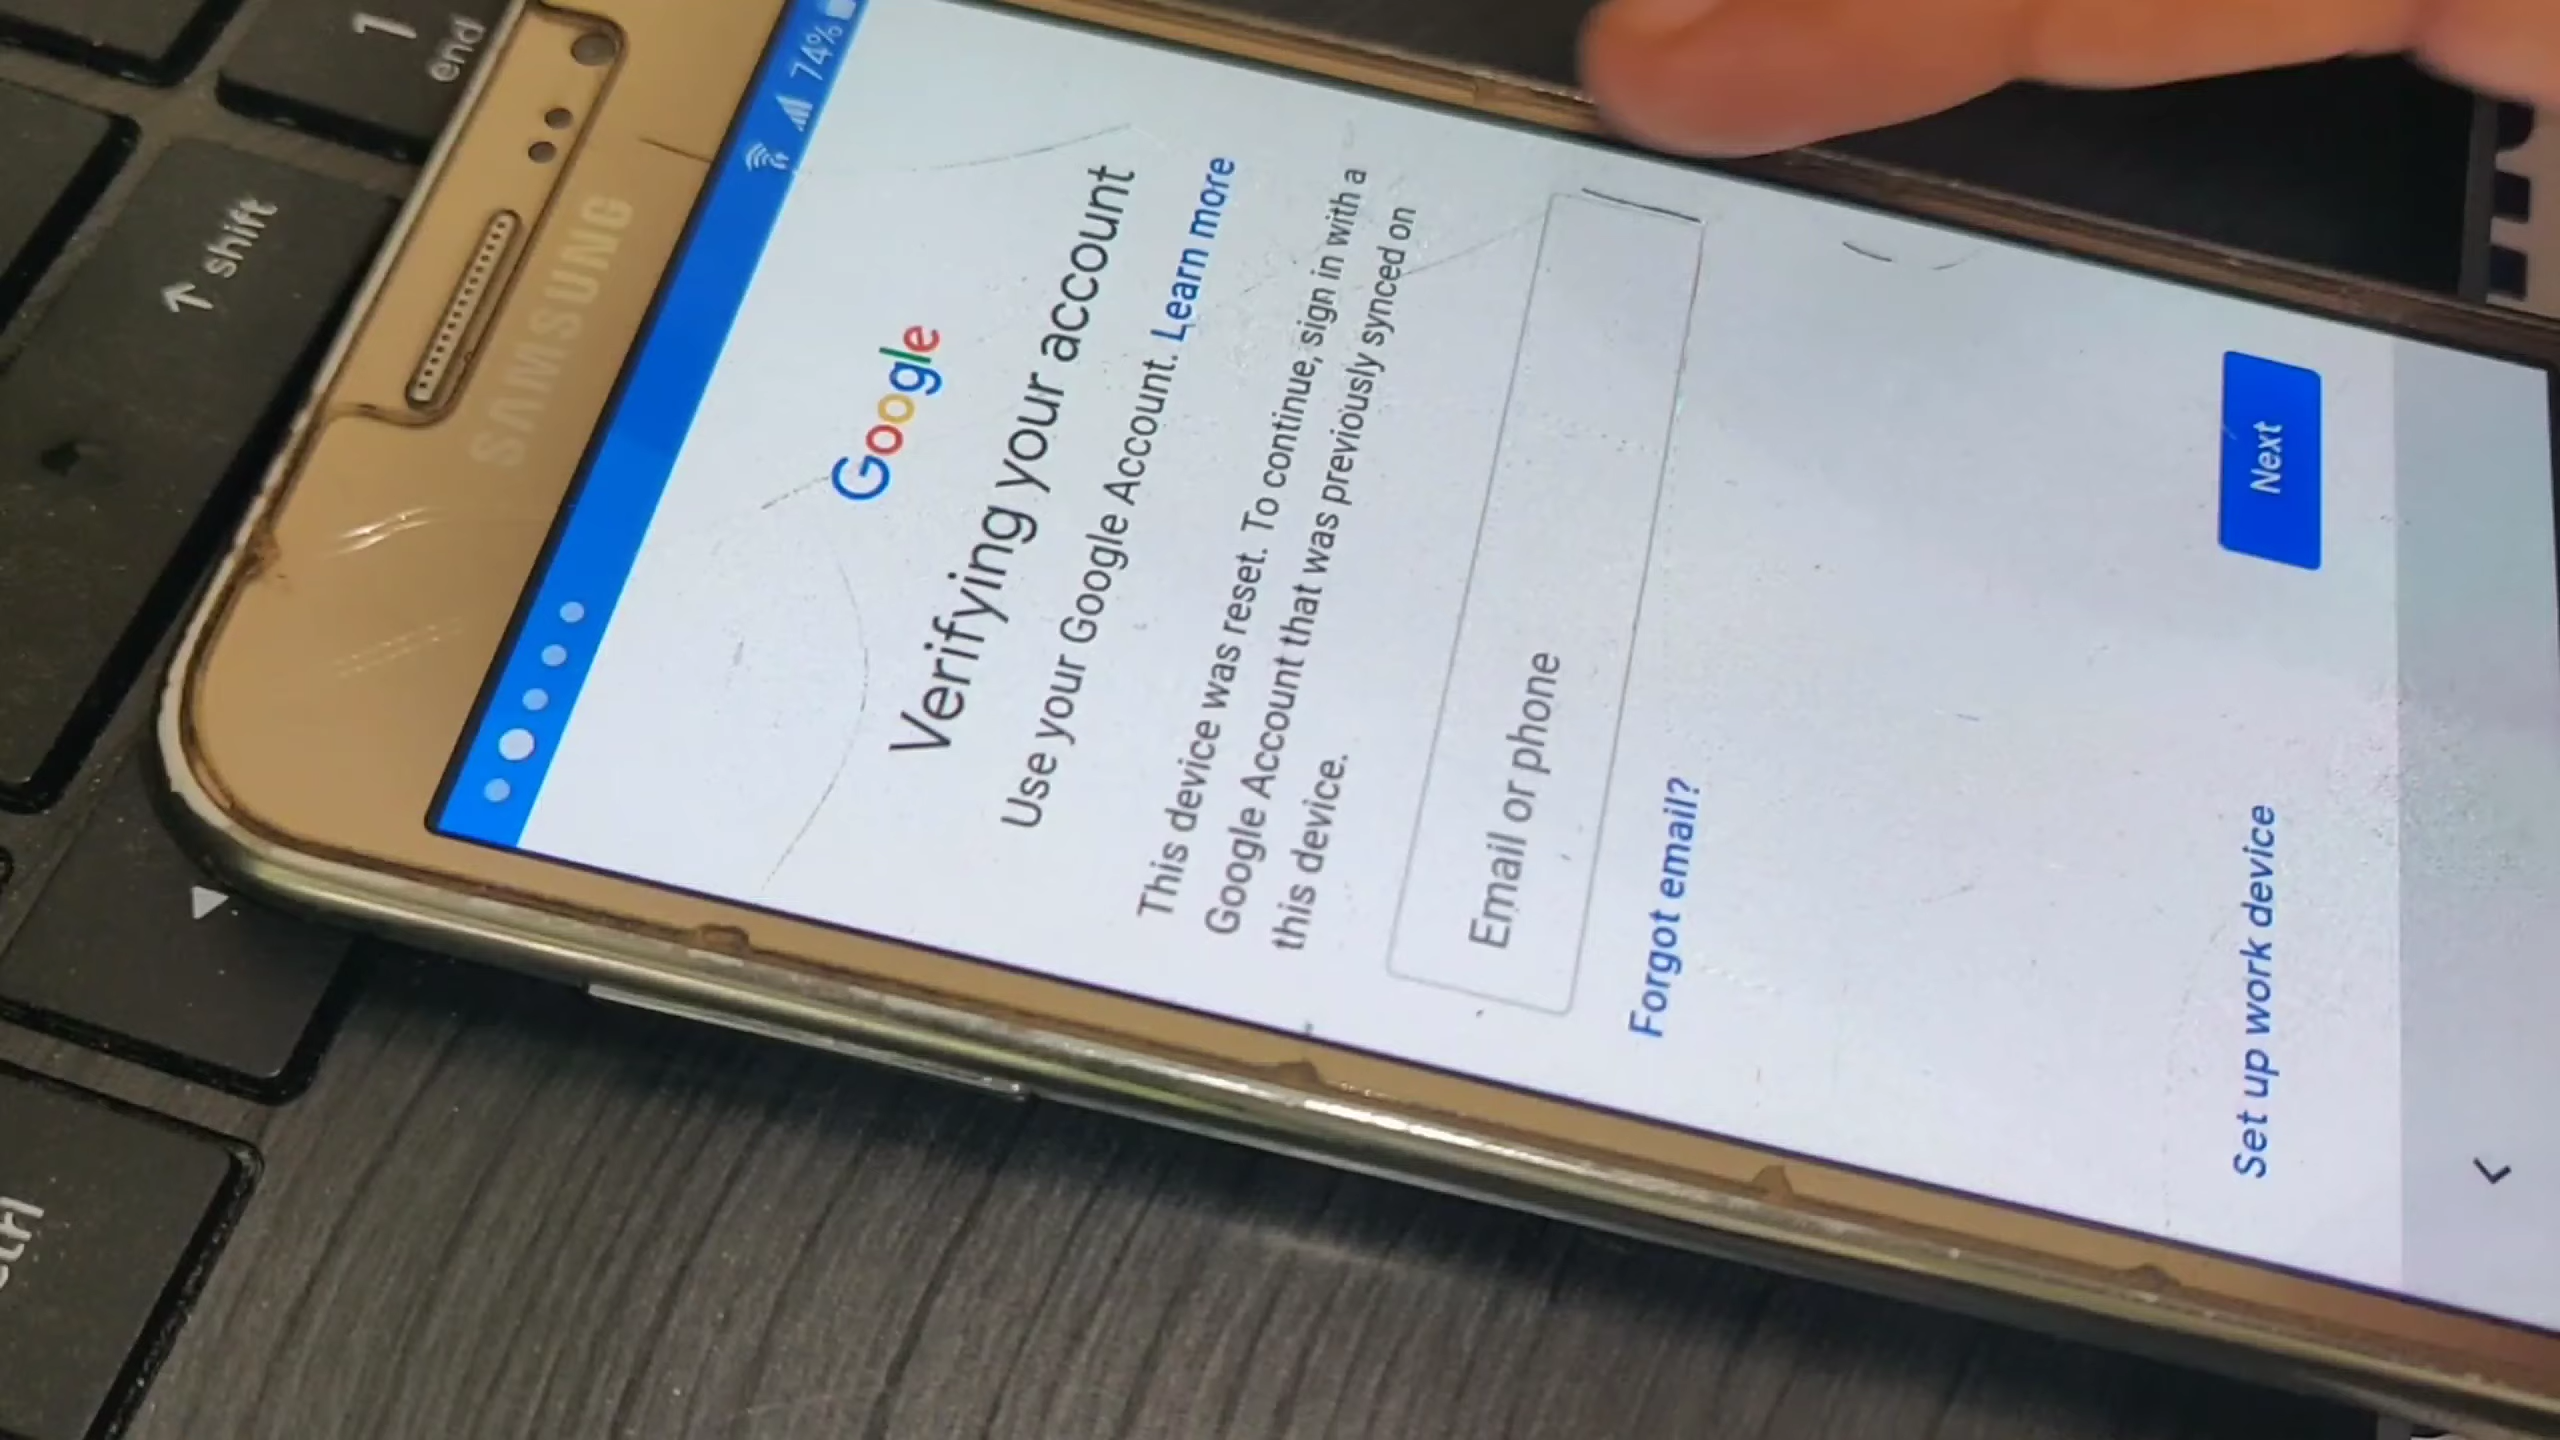 SAMSUNG
74%
Google
Verifying your account
Use your Google Account. Learn more
This device was reset. To continue, sign in with a
Google Account that was previously synced on
this device.
Email or phone
Forgot email?
Set up work device
Next
1
end
shift